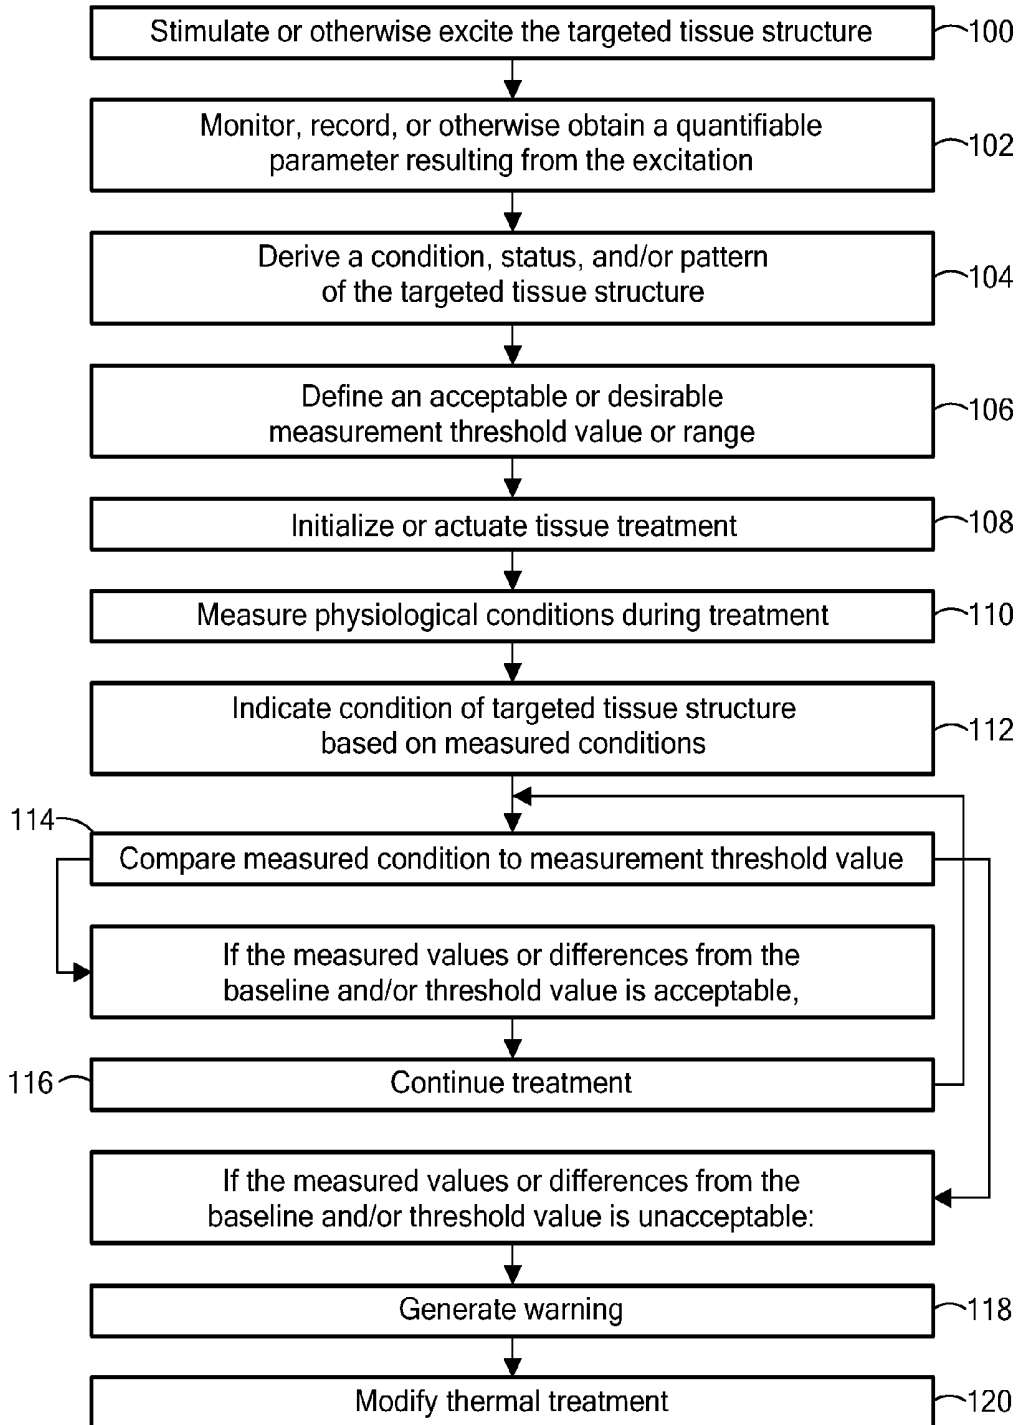 Stimulate or otherwise excite the targeted tissue structure
100
Monitor, record, or otherwise obtain a quantifiable
parameter resulting from the excitation
102
Derive a condition, status, and/or pattern
of the targeted tissue structure
104
Define an acceptable or desirable
measurement threshold value or range
106
Initialize or actuate tissue treatment
108
Measure physiological conditions during treatment
110
Indicate condition of targeted tissue structure
based on measured conditions
112
114
Compare measured condition to measurement threshold value
If the measured values or differences from the
baseline and/or threshold value is acceptable,
116
Continue treatment
If the measured values or differences from the
baseline and/or threshold value is unacceptable:
Generate warning
118
Modify thermal treatment
120